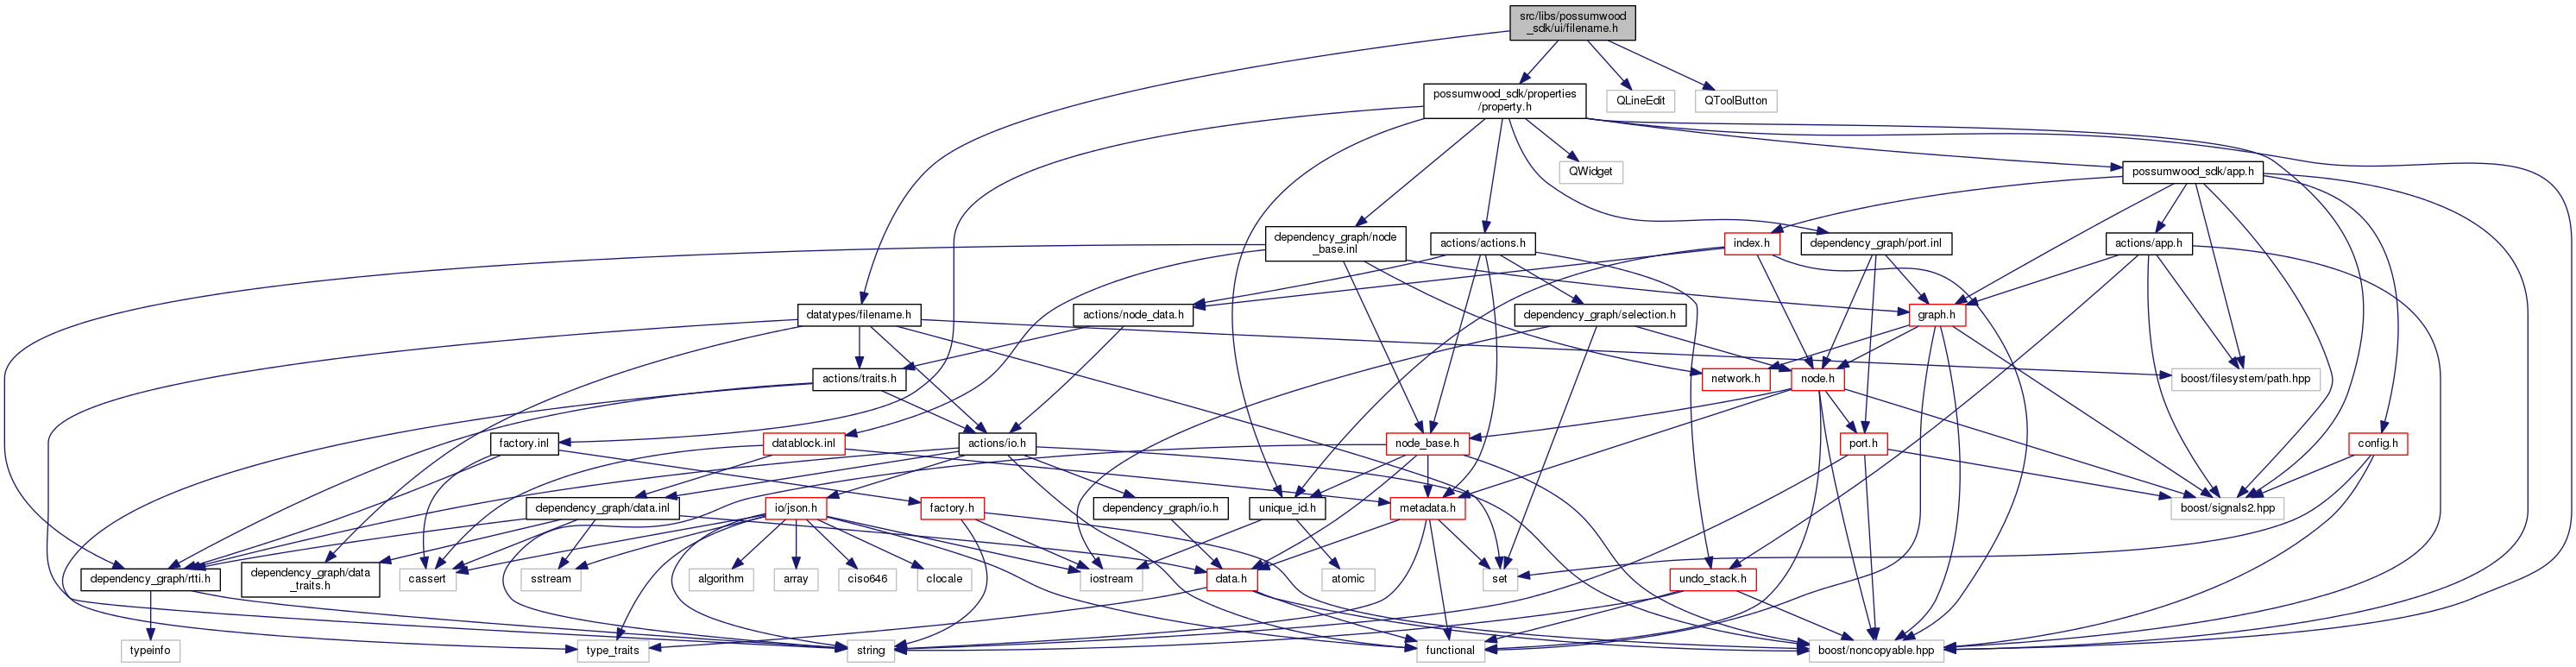 src/libs/possumwood
_sdk/ui/filename.h
possumwood_sdk/properties
/property.h
QLineEdit
QToolButton
QWidget
possumwood_sdk/app.h
dependency_graph/node
_base.inl
actions/actions.h
index.h
dependency_graph/port.inl
actions/app.h
datatypes/filename.h
actions/node_data.h
dependency_graph/selection.h
graph.h
actions/traits.h
network.h
node.h
boost/filesystem/path.hpp
factory.inl
datablock.inl
actions/io.h
node_base.h
port.h
config.h
dependency_graph/data.inl
io/json.h
factory.h
dependency_graph/io.h
unique_id.h
metadata.h
boost/signals2.hpp
dependency_graph/rtti.h
dependency_graph/data
_traits.h
cassert
sstream
algorithm
array
ciso646
clocale
iostream
data.h
atomic
set
undo_stack.h
typeinfo
type_traits
string
functional
boost/noncopyable.hpp